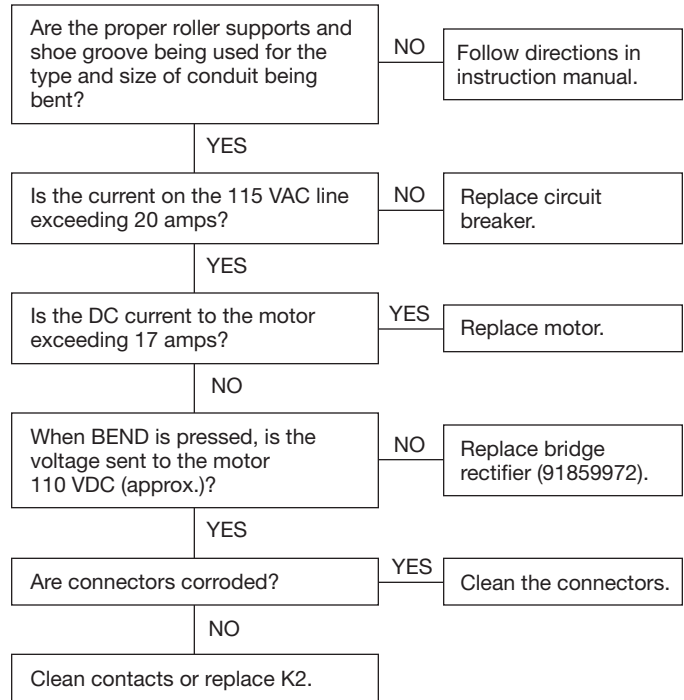 Are the proper roller supports and
shoe groove being used for the
type and size of conduit being
bent?
NO
Follow directions in
instruction manual.
YES
Is the current on the 115 VAC line
exceeding 20 amps?
NO
Replace circuit
breaker.
YES
Is the DC current to the motor
exceeding 17 amps?
YES
Replace motor.
NO
When BEND is pressed, is the
voltage sent to the motor
110 VDC (approx.)?
NO
Replace bridge
rectifier (91859972).
YES
Are connectors corroded?
YES
Clean the connectors.
NO
Clean contacts or replace K2.